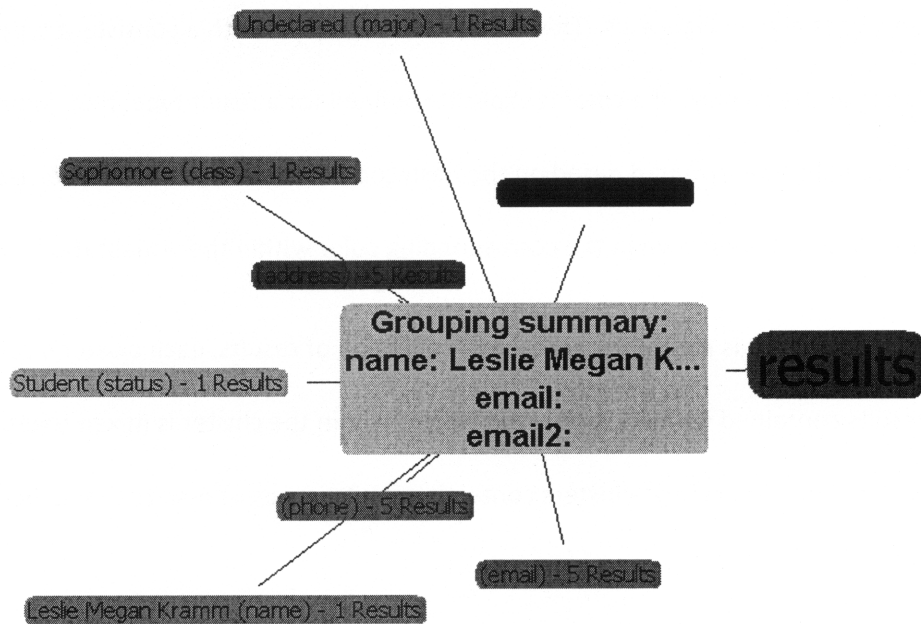 Undeclared (major) - 1 Results
Sophomore (class) - 1 Results
(address) - 5 Results
Grouping summary:
name: Leslie Megan K...
email:
email2:
results
Student (status) - 1 Results
(phone) - 5 Results
(email) - 5 Results
Leslie Megan Kramm (name) - 1 Results